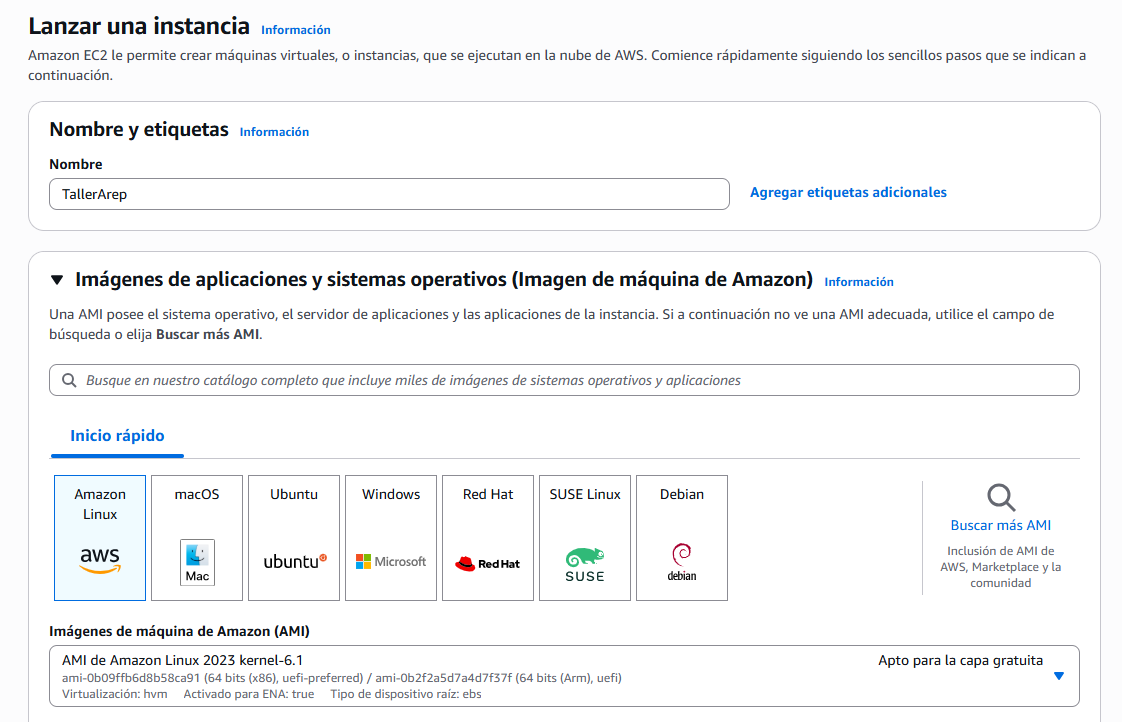 Lanzar una instancia Información
Amazon EC2 le permite crear máquinas virtuales, o instancias, que se ejecutan en la nube de AWS. Comience rápidamente siguiendo los sencillos pasos que se indican a
continuación.
Nombre y etiquetas Información
Nombre
TallerArep
Agregar etiquetas adicionales
Imágenes de aplicaciones y sistemas operativos (Imagen de máquina de Amazon) Información
Una AMI posee el sistema operativo, el servidor de aplicaciones y las aplicaciones de la instancia. Si a continuación no ve una AMI adecuada, utilice el campo de
búsqueda o elija Buscar más AMI.
Busque en nuestro catálogo completo que incluye miles de imágenes de sistemas operativos y aplicaciones
Inicio rápido
Amazon
Linux
aws
macOS
Mac
Ubuntu
ubuntu
Windows
Microsoft
Red Hat
Red Hat
SUSE Linux
SUSE
Debian
debian
Buscar más AMI
Inclusión de AMI de
AWS, Marketplace y la
comunidad
Imágenes de máquina de Amazon (AMI)
AMI de Amazon Linux 2023 kernel-6.1
Apto para la capa gratuita
ami-0b09ffb6d8b58ca91 (64 bits (x86), uefi-preferred) / ami-0b2f2a5d7a4d7f37f (64 bits (Arm), uefi)
Virtualización: hvm Activado para ENA: true Tipo de dispositivo raíz: ebs